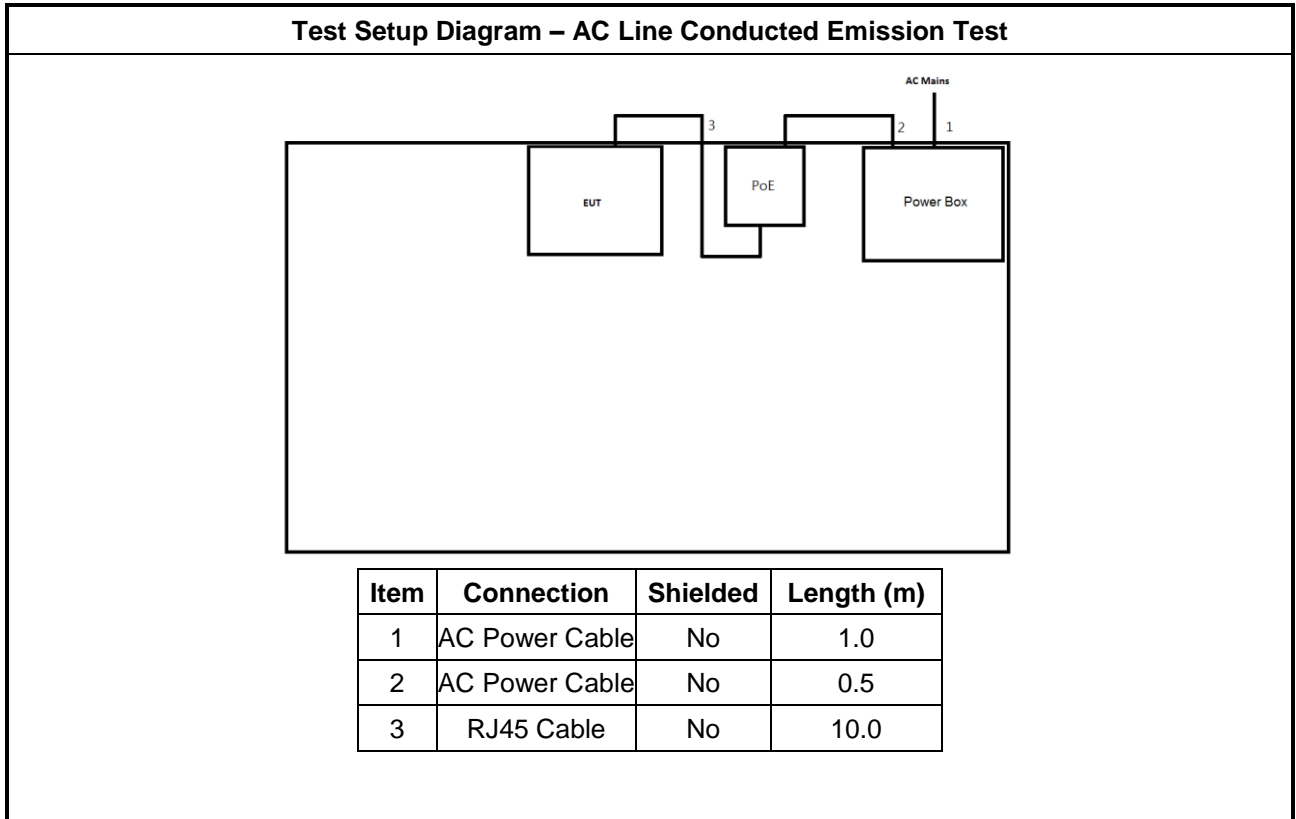 Test Setup Diagram – AC Line Conducted Emission Test
AC Mains
3
2
1
EUT
PoE
Power Box
Item Connection Shielded Length (m)
1 AC Power Cable No 1.0
2 AC Power Cable No 0.5
3 RJ45 Cable No 10.0